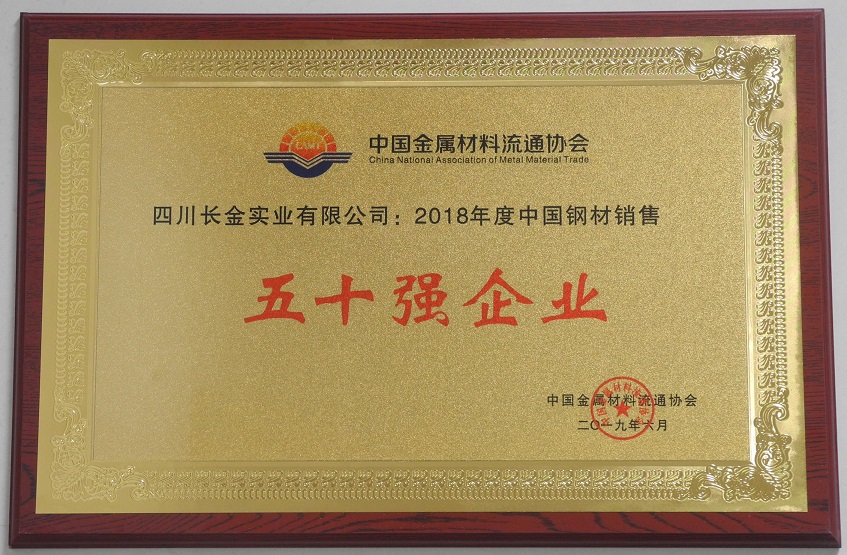 CAMT
中国金属材料流通协会
China National Association of Metal Material Trade
四川长金实业有限公司：2018年度中国钢材销售
五十强企业
中国金属材料流通协会
二〇一九年六月